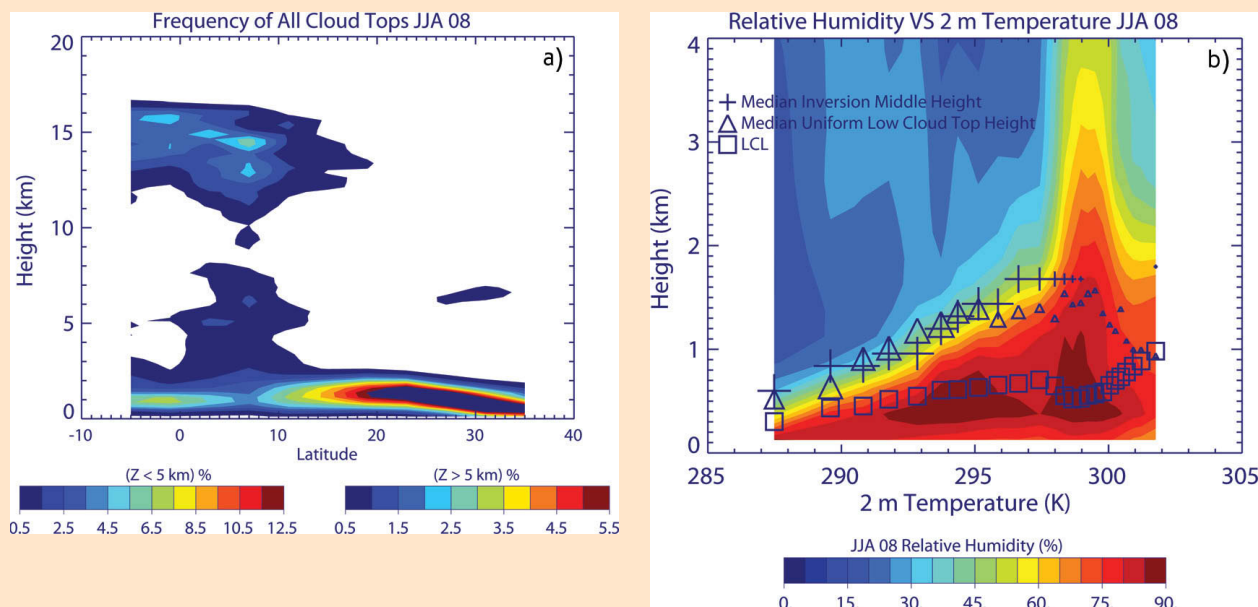 Frequency of All Cloud Tops JJA 08
a)
20
15
10
5
0
Height (km)
-10 0 10 20 30 40
Latitude
(Z < 5 km) %
0.5 2.5 4.5 6.5 8.5 10.5 12.5
(Z > 5 km) %
0.5 1.5 2.5 3.5 4.5 5.5
Relative Humidity VS 2 m Temperature JJA 08
b)
Median Inversion Middle Height
Median Uniform Low Cloud Top Height
LCL
4
3
2
1
0
Height (km)
285 290 295 300 305
2 m Temperature (K)
JJA 08 Relative Humidity (%)
0 15 30 45 60 75 90